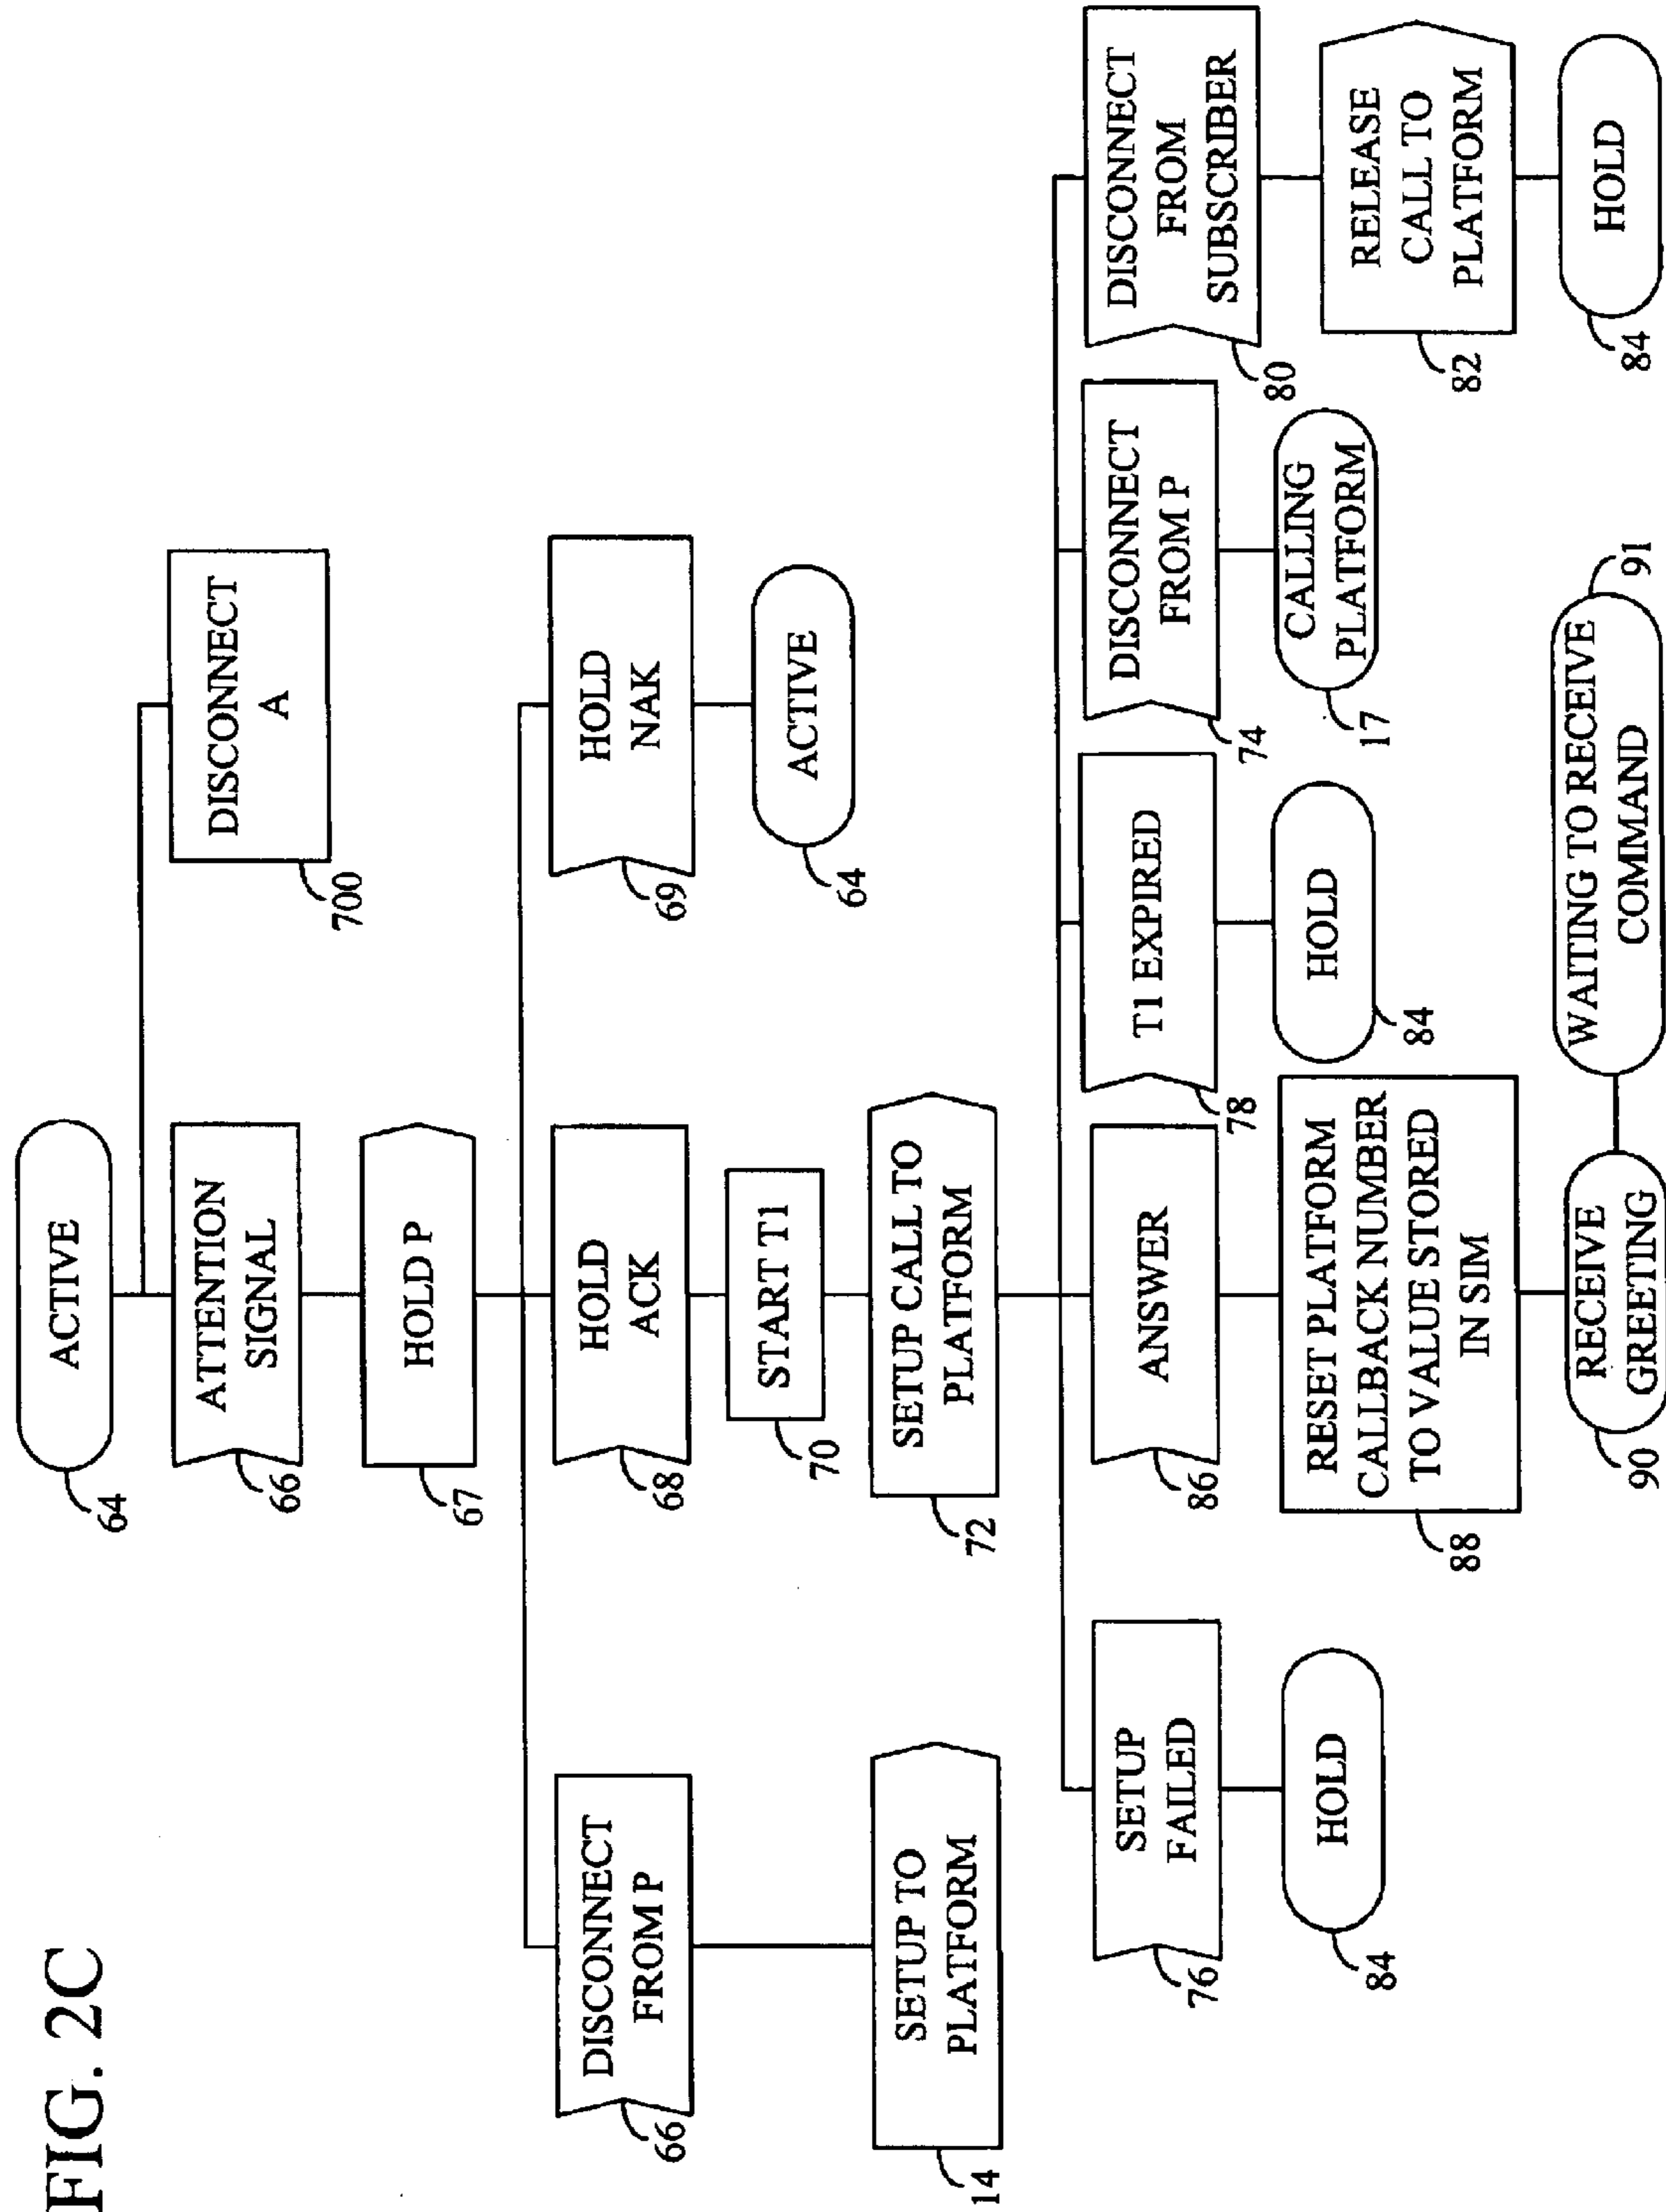 FIG. 2C
ACTIVE
64
ATTENTION
SIGNAL
66
DISCONNECT
A
700
HOLD P
67
DISCONNECT
FROM P
66
HOLD
ACK
68
HOLD
NAK
69
START T1
70
ACTIVE
64
SETUP TO
PLATFORM
14
SETUP CALL TO
PLATFORM
72
SETUP
FAILED
76
ANSWER
86
T1 EXPIRED
78
DISCONNECT
FROM P
74
DISCONNECT
FROM
SUBSCRIBER
80
HOLD
84
RESET PLATFORM
CALLBACK NUMBER
TO VALUE STORED
IN SIM
88
HOLD
84
CALLING
PLATFORM
17
RELEASE
CALL TO
PLATFORM
82
RECEIVE
GREETING
90
WAITING TO RECEIVE
COMMAND
91
HOLD
84